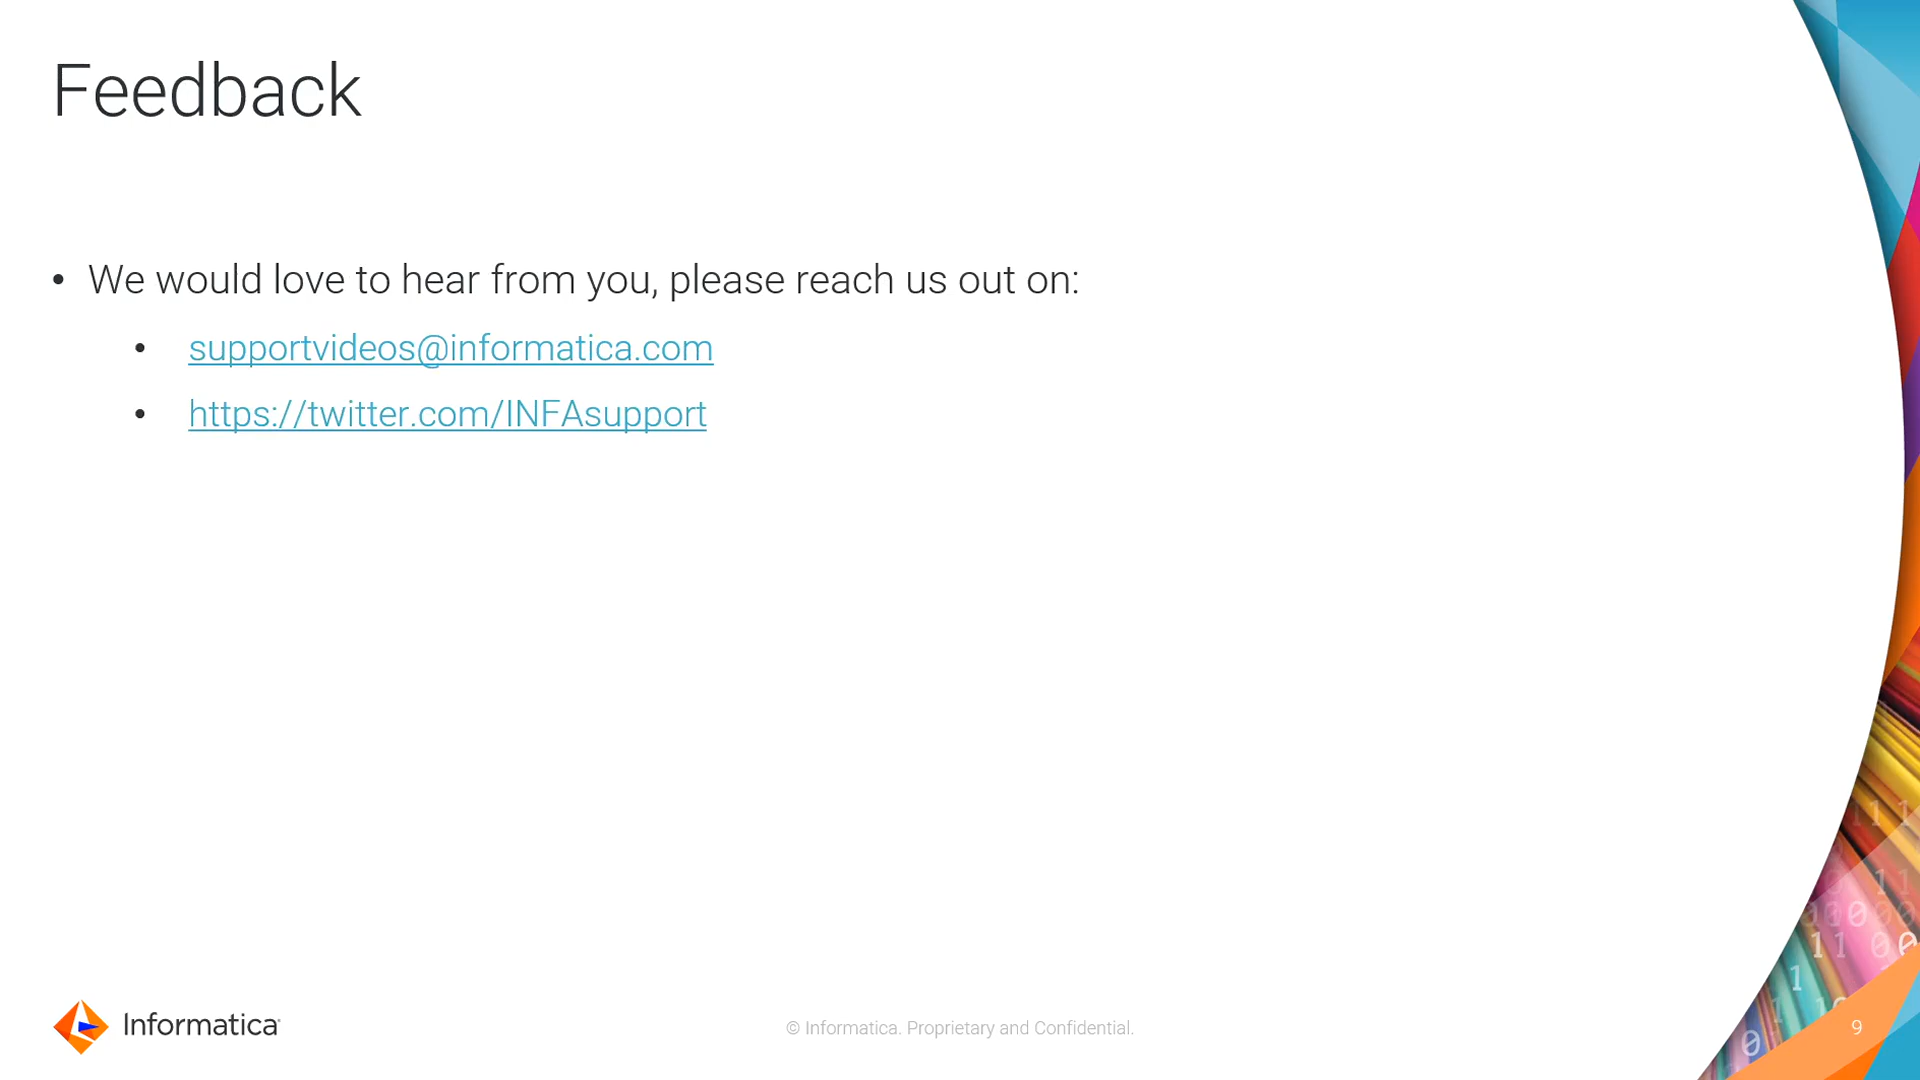 Feedback
• We would love to hear from you, please reach us out on:
• supportvideos@informatica.com
• https://twitter.com/INFAsupport
Informatica
© Informatica. Proprietary and Confidential.
9